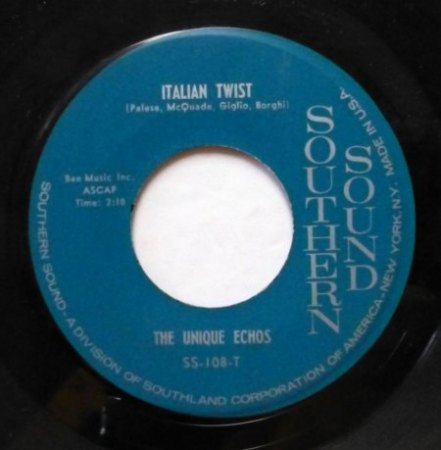 ITALIAN TWIST
(Palese, McQuade, Giglio, Borghi)
Bee Music Inc.
ASCAP
Time: 2:10
SOUTHERN
SOUND
THE UNIQUE ECHOS
SS-108-T
SOUTHERN SOUND - A DIVISION OF SOUTHLAND CORPORATION OF AMERICA - NEW YORK, N.Y. MADE IN U.S.A.